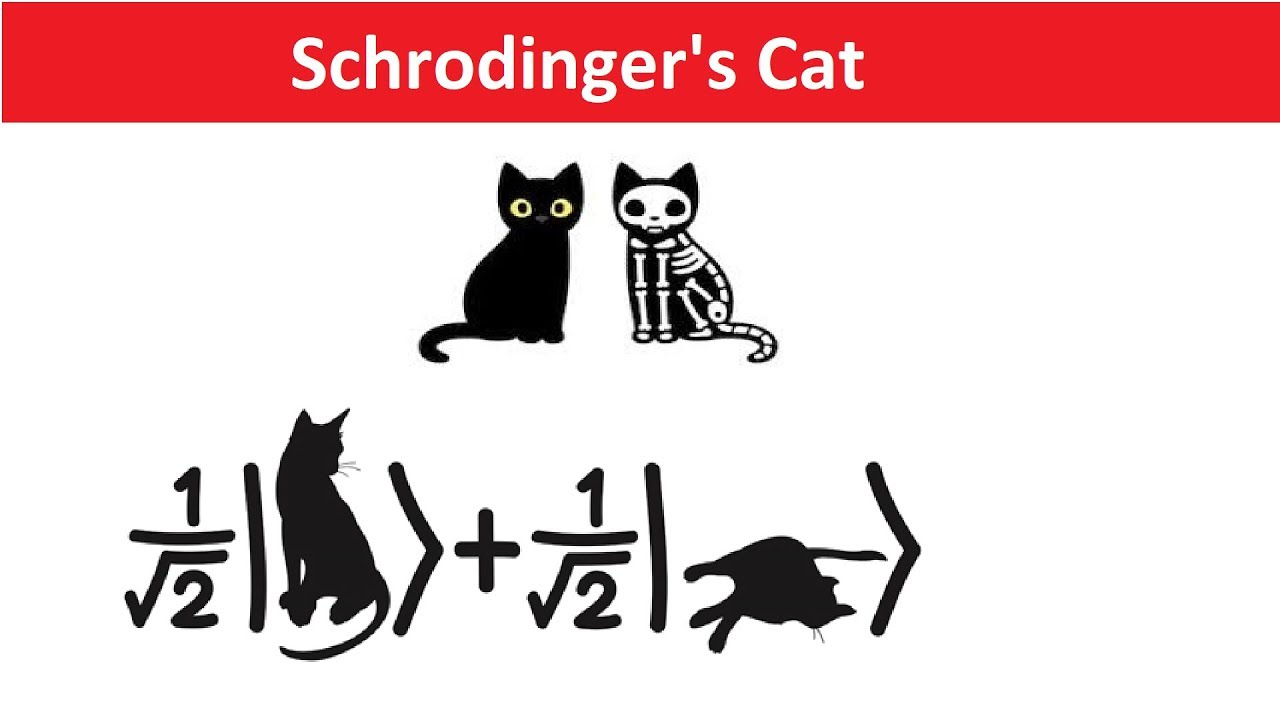 Schrodinger's Cat
1/√2| ⟩+1/√2| ⟩